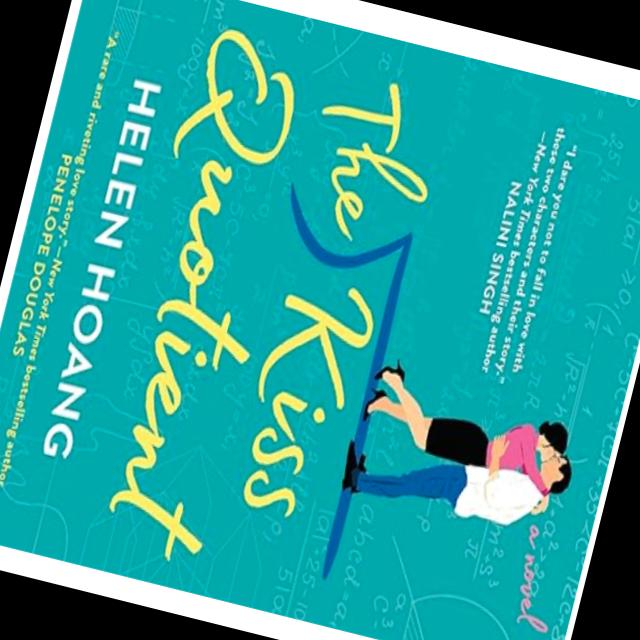 "I dare you not to fall in love with
these two characters and their story."
—New York Times bestselling author
NALINI SINGH
a novel
The
Kiss
Quotient
HELEN HOANG
"A rare and riveting love story."—New York Times bestselling author
PENELOPE DOUGLAS